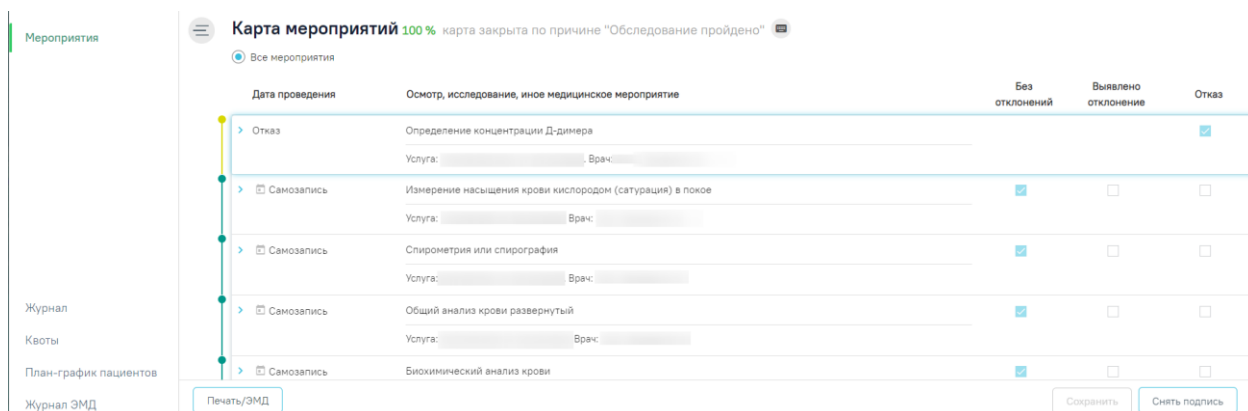 Мероприятия
Карта мероприятий 100 % карта закрыта по причине "Обследование пройдено"
Все мероприятия
Дата проведения Осмотр, исследование, иное медицинское мероприятие Без отклонений Выявлено отклонение Отказ
Отказ Определение концентрации Д-димера
Услуга: . Врач:
Самозапись Измерение насыщения крови кислородом (сатурация) в покое
Услуга: Врач:
Самозапись Спирометрия или спирография
Услуга: Врач:
Самозапись Общий анализ крови развернутый
Услуга: Врач:
Самозапись Биохимический анализ крови
Журнал
Квоты
План-график пациентов
Журнал ЭМД
Печать/ЭМД Сохранить Снять подпись